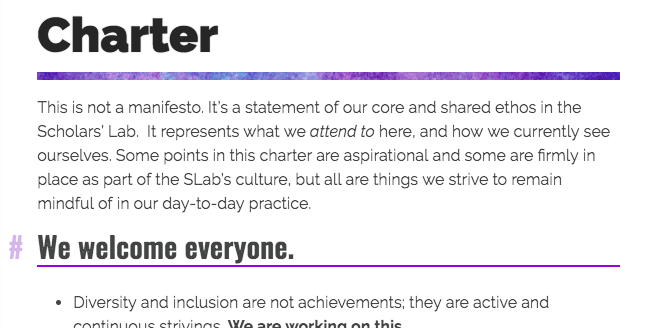 Charter
This is not a manifesto. It's a statement of our core and shared ethos in the
Scholars' Lab. It represents what we attend to here, and how we currently see
ourselves. Some points in this charter are aspirational and some are firmly in
place as part of the SLab's culture, but all are things we strive to remain
mindful of in our day-to-day practice.
# We welcome everyone.
• Diversity and inclusion are not achievements; they are active and
continuous strivings. We are working on this.